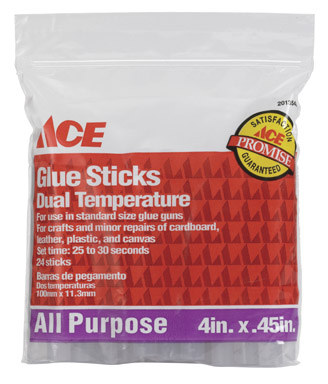 ACE
SATISFACTION
ACE
PROMISE
GUARANTEED
Glue Sticks
Dual Temperature
For use in standard size glue guns
For crafts and minor repairs of cardboard,
leather, plastic, and canvas
Set time: 25 to 30 seconds
24 sticks
Barras de pegamento
Dos temperaturas
100mm x 11.3mm
All Purpose 4in. x .45in.